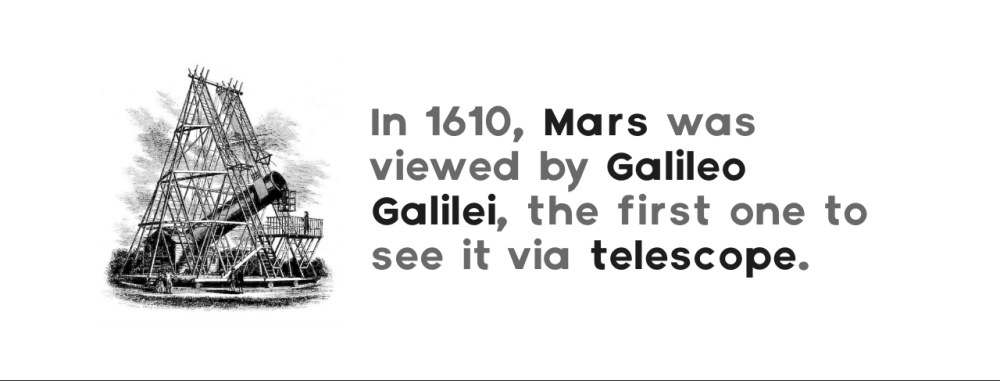 In 1610, Mars was
viewed by Galileo
Galilei, the first one to
see it via telescope.